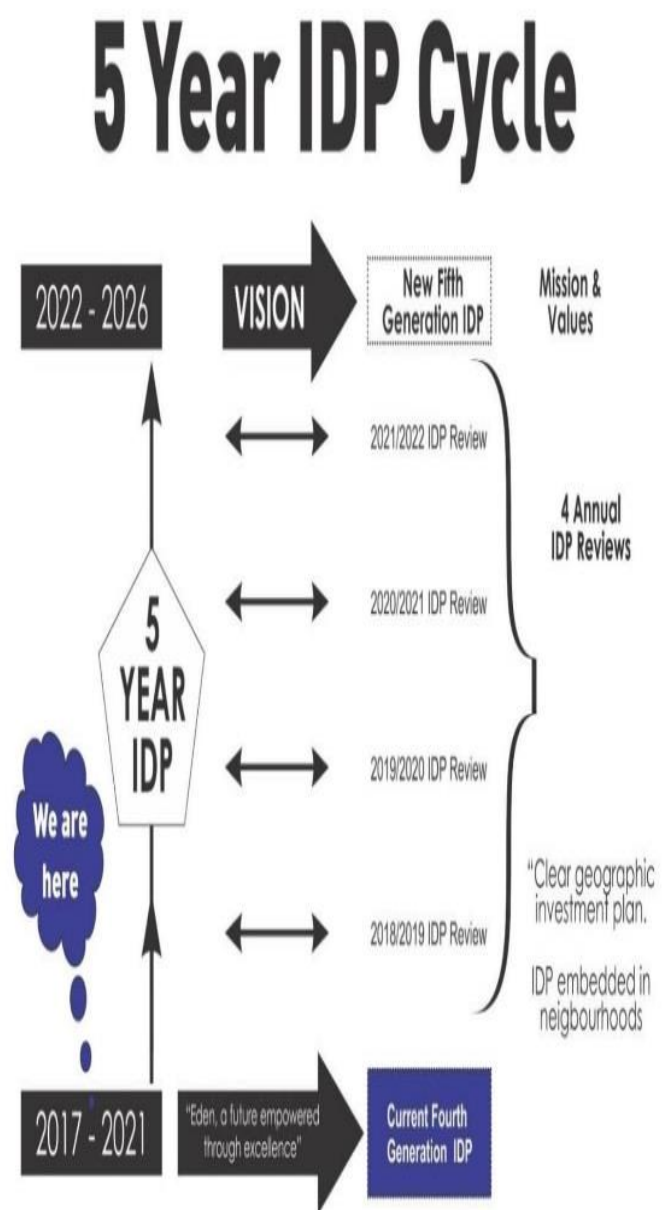 5 Year IDP Cycle
2022 - 2026
VISION
New Fifth
Generation IDP
Mission &
Values
2021/2022 IDP Review
4 Annual
IDP Reviews
2020/2021 IDP Review
5
YEAR
IDP
2019/2020 IDP Review
We are
here
"Clear geographic
investment plan.
2018/2019 IDP Review
IDP embedded in
neigbourhoods
2017 - 2021
"Eden, a future empowered
through excellence"
Current Fourth
Generation IDP